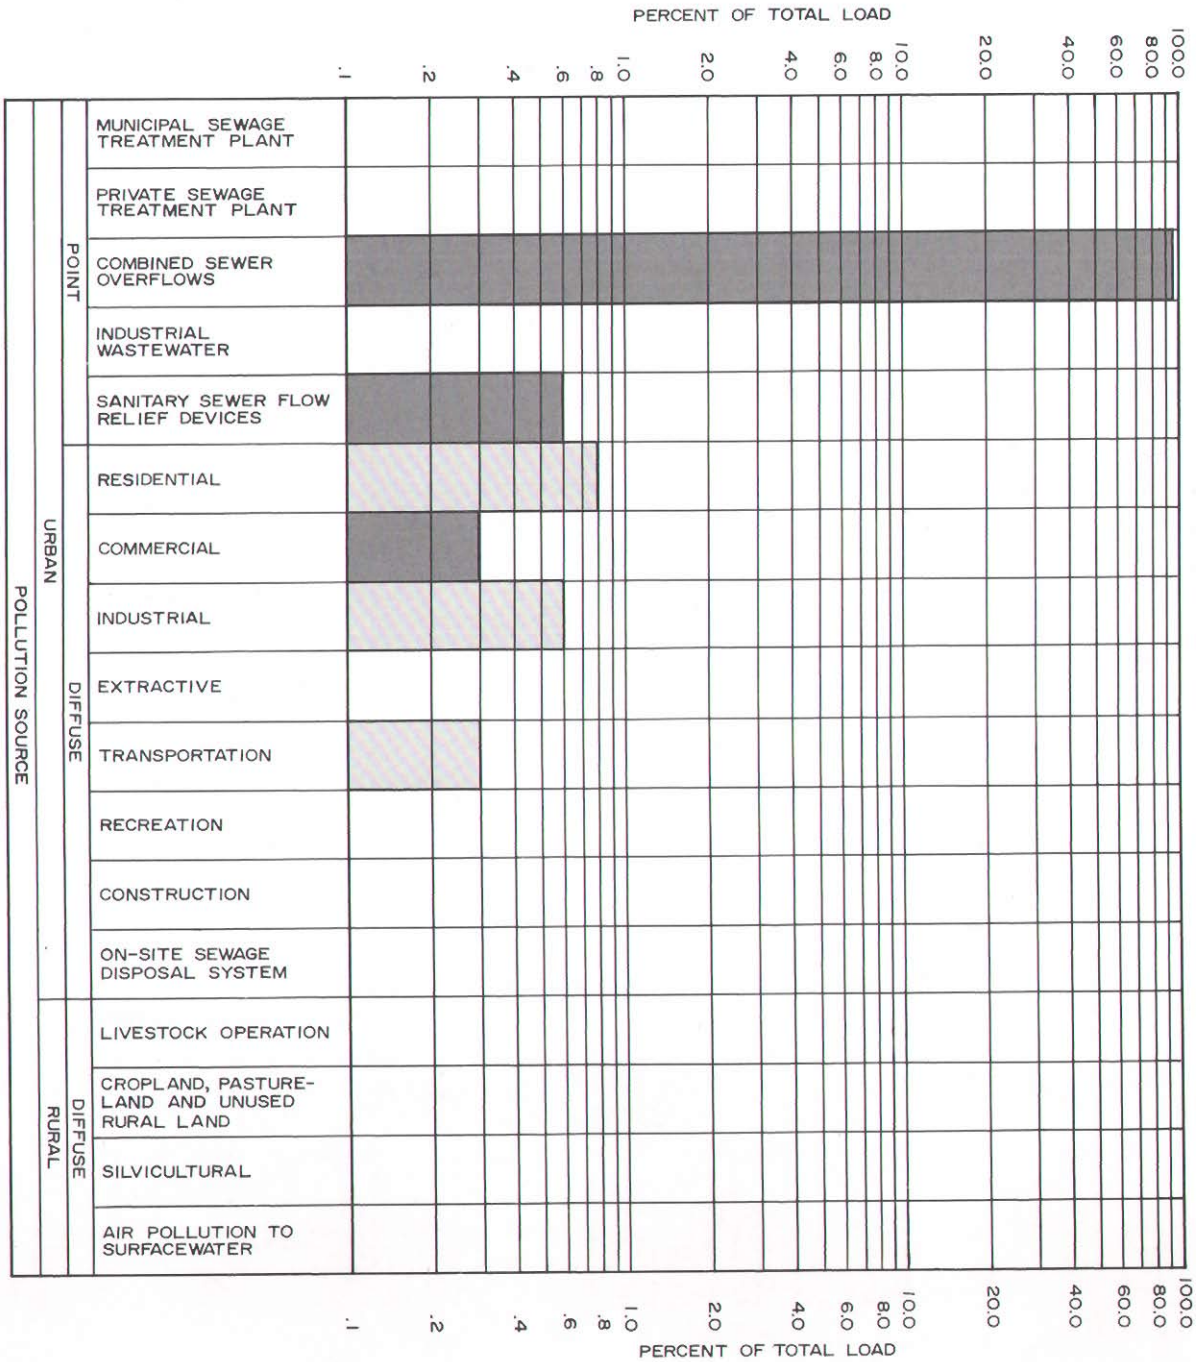 PERCENT OF TOTAL LOAD
.1 .2 .4 .6 .8 1.0 2.0 4.0 6.0 8.0 10.0 20.0 40.0 60.0 80.0 100.0
POLLUTION SOURCE
URBAN
POINT
MUNICIPAL SEWAGE
TREATMENT PLANT
PRIVATE SEWAGE
TREATMENT PLANT
COMBINED SEWER
OVERFLOWS
INDUSTRIAL
WASTEWATER
SANITARY SEWER FLOW
RELIEF DEVICES
DIFFUSE
RESIDENTIAL
COMMERCIAL
INDUSTRIAL
EXTRACTIVE
TRANSPORTATION
RECREATION
CONSTRUCTION
ON-SITE SEWAGE
DISPOSAL SYSTEM
RURAL
DIFFUSE
LIVESTOCK OPERATION
CROPLAND, PASTURE-
LAND AND UNUSED
RURAL LAND
SILVICULTURAL
AIR POLLUTION TO
SURFACEWATER
.1 .2 .4 .6 .8 1.0 2.0 4.0 6.0 8.0 10.0 20.0 40.0 60.0 80.0 100.0
PERCENT OF TOTAL LOAD